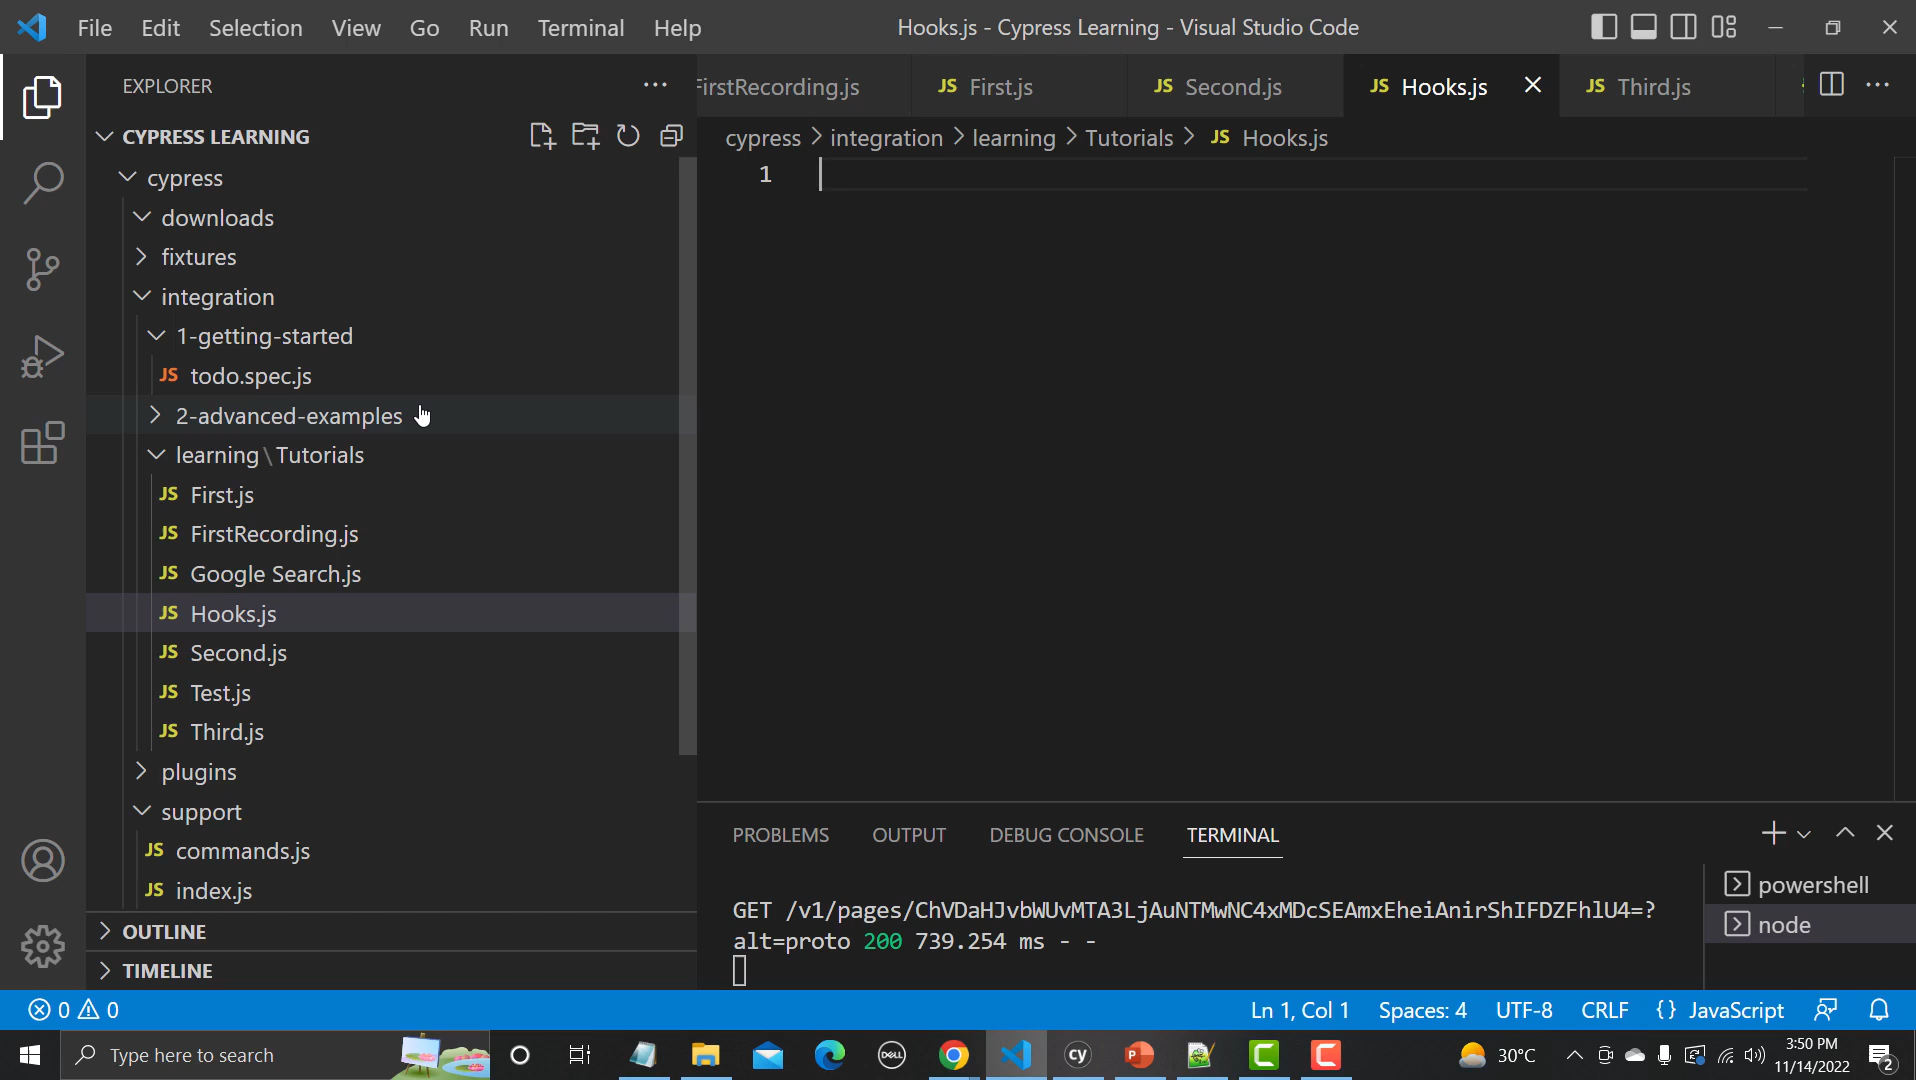 File Edit Selection View Go Run Terminal Help Hooks.js - Cypress Learning - Visual Studio Code
EXPLORER
CYPRESS LEARNING
cypress
downloads
fixtures
integration
1-getting-started
JS todo.spec.js
2-advanced-examples
learning\Tutorials
JS First.js
JS FirstRecording.js
JS Google Search.js
JS Hooks.js
JS Second.js
JS Test.js
JS Third.js
plugins
support
JS commands.js
JS index.js
OUTLINE
TIMELINE
FirstRecording.js JS First.js JS Second.js JS Hooks.js JS Third.js
cypress > integration > learning > Tutorials > JS Hooks.js
1
PROBLEMS OUTPUT DEBUG CONSOLE TERMINAL
GET /v1/pages/ChVDaHJvbWUvMTA3LjAuNTMwNC4xMDcSEAmxEheiAnirShIFDZFhlU4=?
alt=proto 200 739.254 ms - -
powershell
node
0 0 Ln 1, Col 1 Spaces: 4 UTF-8 CRLF {} JavaScript
Type here to search DELL cy 30°C 3:50 PM
11/14/2022 2